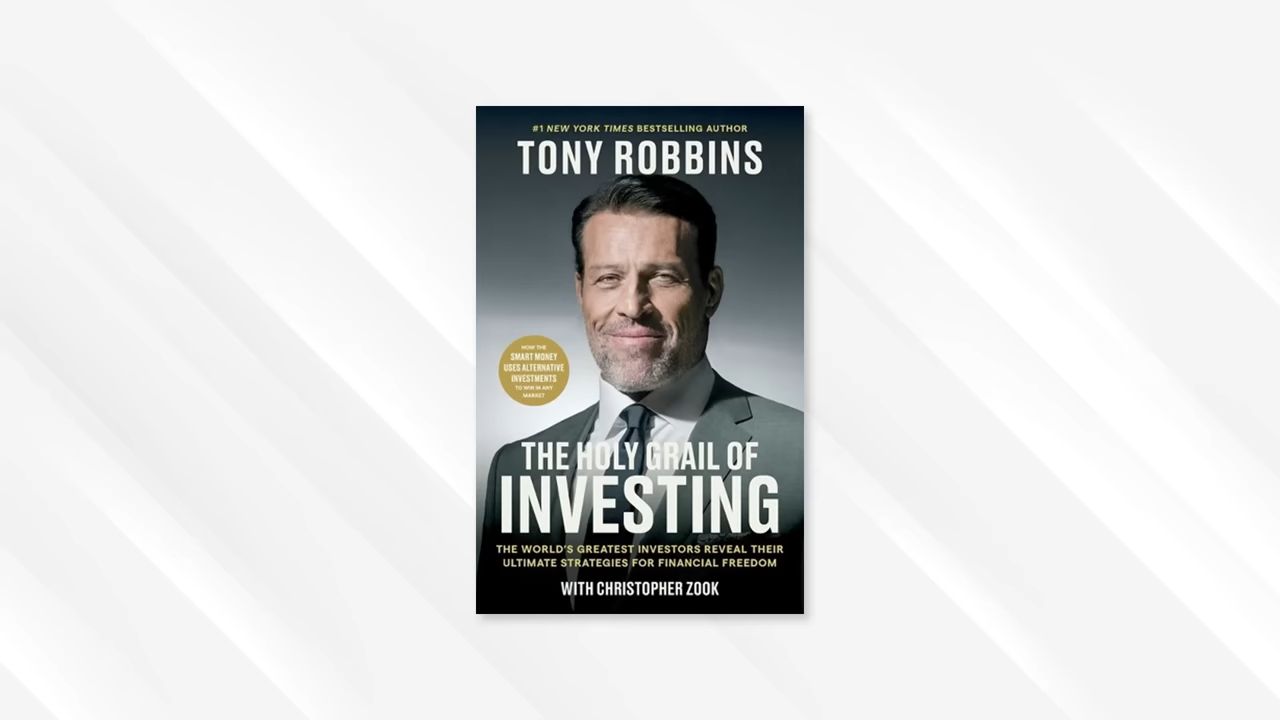 #1 NEW YORK TIMES BESTSELLING AUTHOR
TONY ROBBINS
HOW THE
SMART MONEY
USES ALTERNATIVE
INVESTMENTS
TO WIN IN ANY
MARKET
THE HOLY GRAIL OF
INVESTING
THE WORLD'S GREATEST INVESTORS REVEAL THEIR
ULTIMATE STRATEGIES FOR FINANCIAL FREEDOM
WITH CHRISTOPHER ZOOK